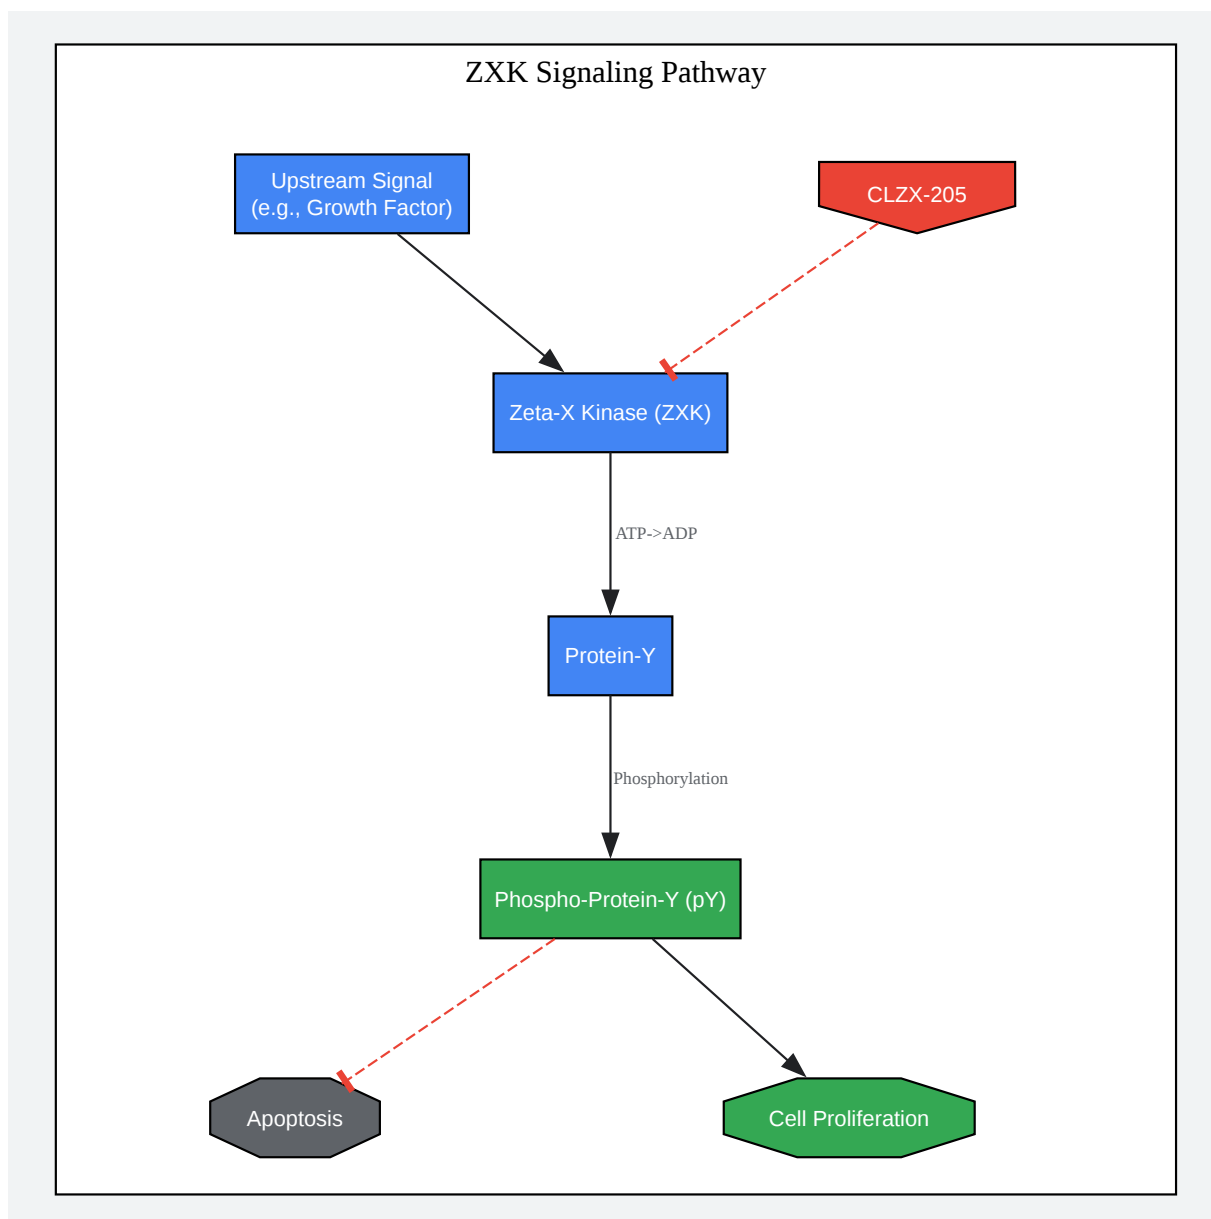 ZXK Signaling Pathway
Upstream Signal
(e.g., Growth Factor)
CLZX-205
Zeta-X Kinase (ZXK)
ATP->ADP
Protein-Y
Phosphorylation
Phospho-Protein-Y (pY)
Apoptosis
Cell Proliferation